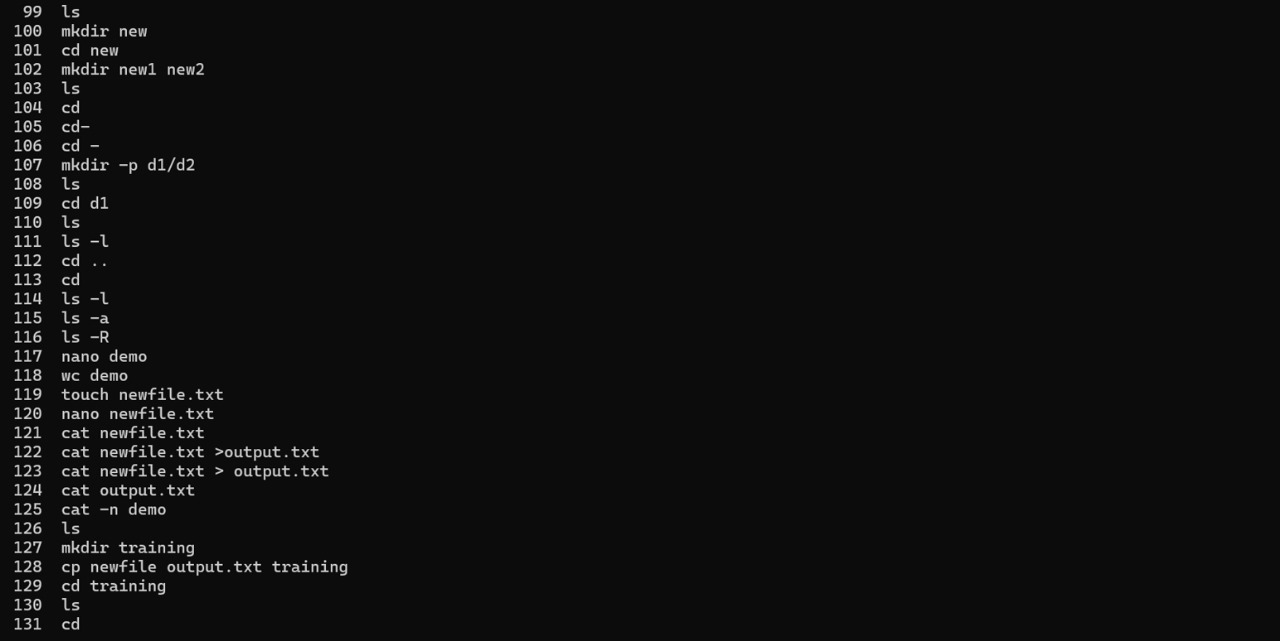 99 ls
100 mkdir new
101 cd new
102 mkdir new1 new2
103 ls
104 cd
105 cd-
106 cd -
107 mkdir -p d1/d2
108 ls
109 cd d1
110 ls
111 ls -l
112 cd ..
113 cd
114 ls -l
115 ls -a
116 ls -R
117 nano demo
118 wc demo
119 touch newfile.txt
120 nano newfile.txt
121 cat newfile.txt
122 cat newfile.txt >output.txt
123 cat newfile.txt > output.txt
124 cat output.txt
125 cat -n demo
126 ls
127 mkdir training
128 cp newfile output.txt training
129 cd training
130 ls
131 cd